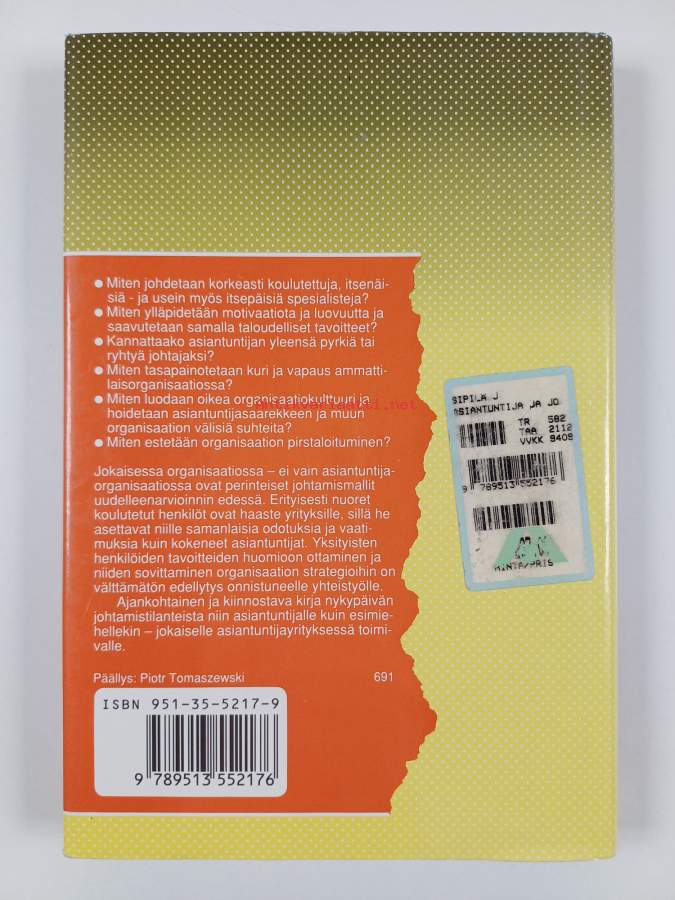 ● Miten johdetaan korkeasti koulutettuja, itsenäi-
siä - ja usein myös itsepäisiä spesialisteja?
● Miten ylläpidetään motivaatiota ja luovuutta ja
saavutetaan samalla taloudelliset tavoitteet?
● Kannattaako asiantuntijan yleensä pyrkiä tai
ryhtyä johtajaksi?
● Miten tasapainotetaan kuri ja vapaus ammatti-
laisorganisaatiossa?
● Miten luodaan oikea organisaatiokulttuuri ja
hoidetaan asiantuntijasaarekkeen ja muun
organisaation välisiä suhteita?
● Miten estetään organisaation pirstaloituminen?
Jokaisessa organisaatiossa – ei vain asiantuntija-
organisaatiossa ovat perinteiset johtamismallit
uudelleenarvioinnin edessä. Erityisesti nuoret
koulutetut henkilöt ovat haaste yrityksille, sillä he
asettavat niille samanlaisia odotuksia ja vaati-
muksia kuin kokeneet asiantuntijat. Yksityisten
henkilöiden tavoitteiden huomioon ottaminen ja
niiden sovittaminen organisaation strategioihin on
välttämätön edellytys onnistuneelle yhteistyölle.
Ajankohtainen ja kiinnostava kirja nykypäivän
johtamistilanteista niin asiantuntijalle kuin esimie-
hellekin – jokaiselle asiantuntijayrityksessä toimi-
valle.
Päällys: Piotr Tomaszewski 691
ISBN 951-35-5217-9
9 789513 552176
SIPILÄ J
ASIANTUNTIJA JA JO
TR 582
TAA 2112
VVKK 9409
9 789513 552176
HINTA/PRIS